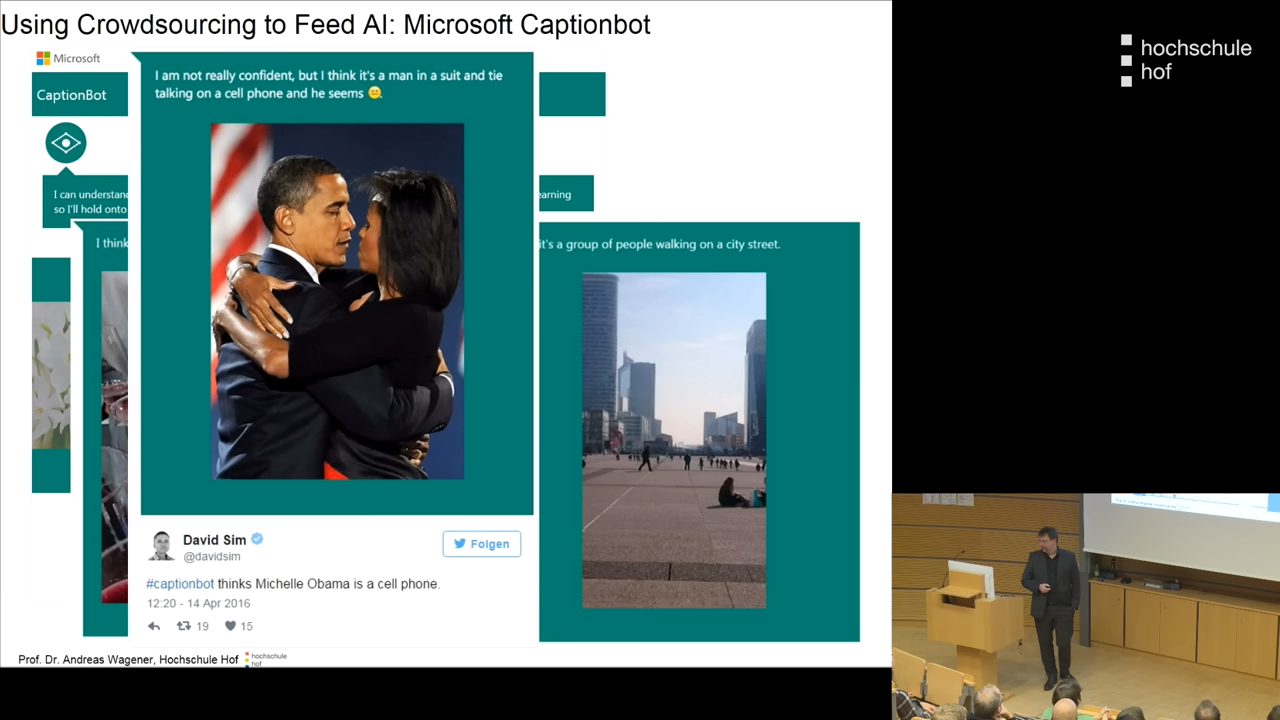 Using Crowdsourcing to Feed AI: Microsoft Captionbot
hochschule
hof
Microsoft
CaptionBot
I am not really confident, but I think it's a man in a suit and tie
talking on a cell phone and he seems 😐.
I can understand
so I'll hold onto
earning
I think
it's a group of people walking on a city street.
David Sim
@davidsim
Folgen
#captionbot thinks Michelle Obama is a cell phone.
12:20 - 14 Apr 2016
19
15
Prof. Dr. Andreas Wagener, Hochschule Hof
hochschule
hof